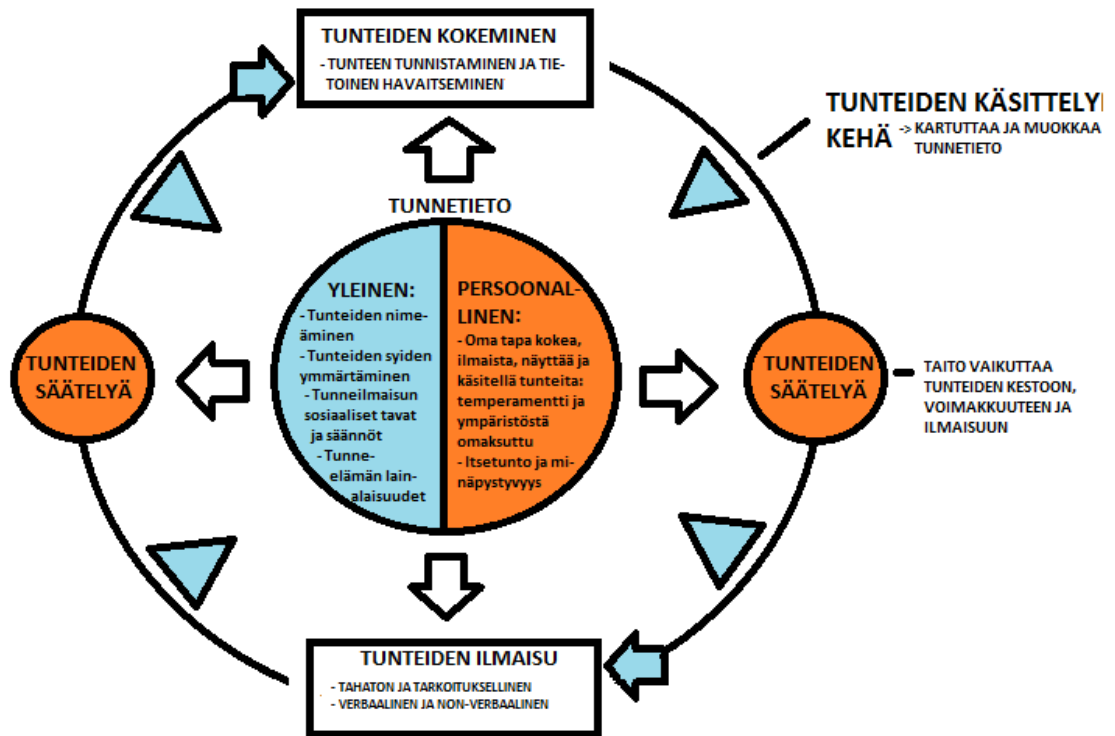 TUNTEIDEN KOKEMINEN
- TUNTEEN TUNNISTAMINEN JA TIE-
TOINEN HAVAITSEMINEN
TUNTEIDEN KÄSITTELY
KEHÄ -> KARTUTTAA JA MUOKKAA
TUNNETIETO
TUNNETIETO
YLEINEN:
- Tunteiden nime-
äminen
- Tunteiden syiden
ymmärtäminen
- Tunneilmaisun
sosiaaliset tavat
ja säännöt
- Tunne-
elämän lain-
alaisuudet
PERSOONAL-
LINEN:
- Oma tapa kokea,
ilmaista, näyttää ja
käsitellä tunteita:
temperamentti ja
ympäristöstä
omaksuttu
- Itsetunto ja mi-
näpystyvyys
TUNTEIDEN
SÄÄTELYÄ
TUNTEIDEN
SÄÄTELYÄ
TAITO VAIKUTTAA
TUNTEIDEN KESTOON,
VOIMAKKUUTEEN JA
ILMAISUUN
TUNTEIDEN ILMAISU
- TAHATON JA TARKOITUKSELLINEN
- VERBAALINEN JA NON-VERBAALINEN